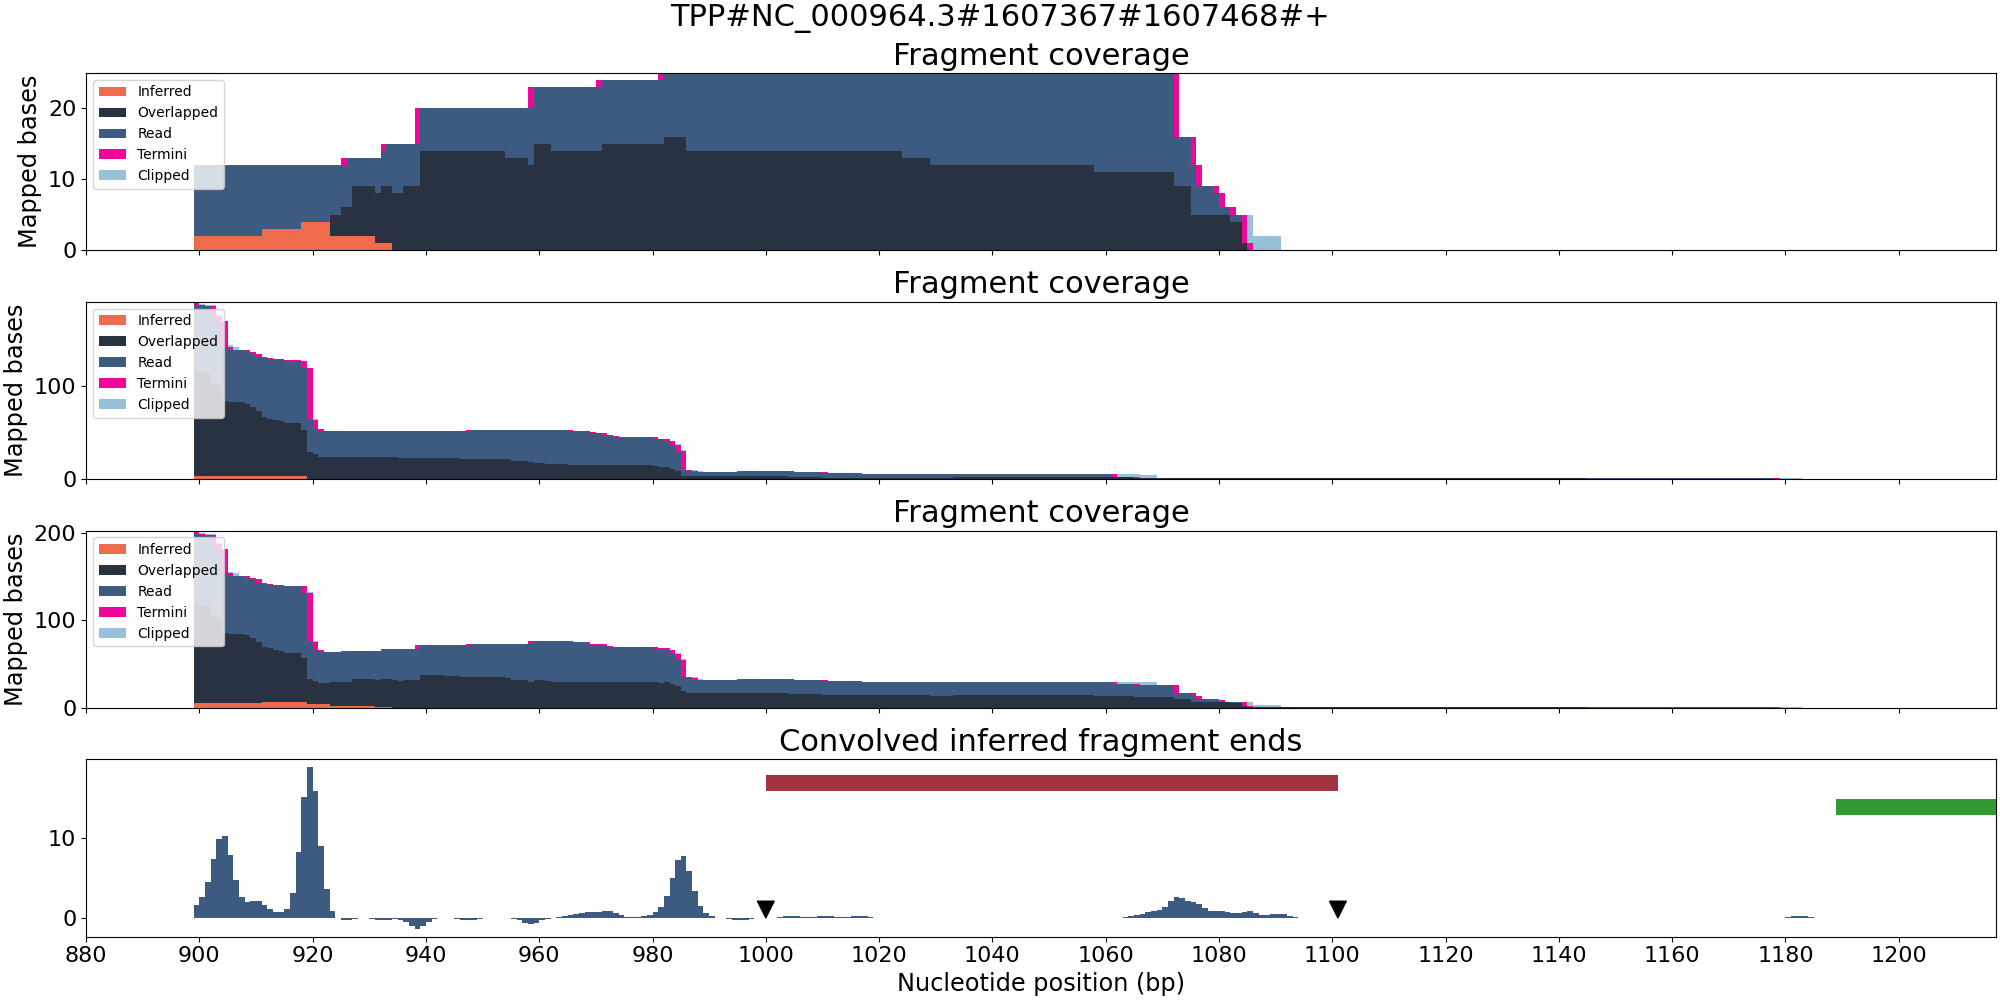 TPP#NC_000964.3#1607367#1607468#+
Fragment coverage
Mapped bases
20
10
0
Inferred
Overlapped
Read
Termini
Clipped
Fragment coverage
Mapped bases
100
0
Inferred
Overlapped
Read
Termini
Clipped
Fragment coverage
Mapped bases
200
100
0
Inferred
Overlapped
Read
Termini
Clipped
Convolved inferred fragment ends
10
0
880 900 920 940 960 980 1000 1020 1040 1060 1080 1100 1120 1140 1160 1180 1200
Nucleotide position (bp)